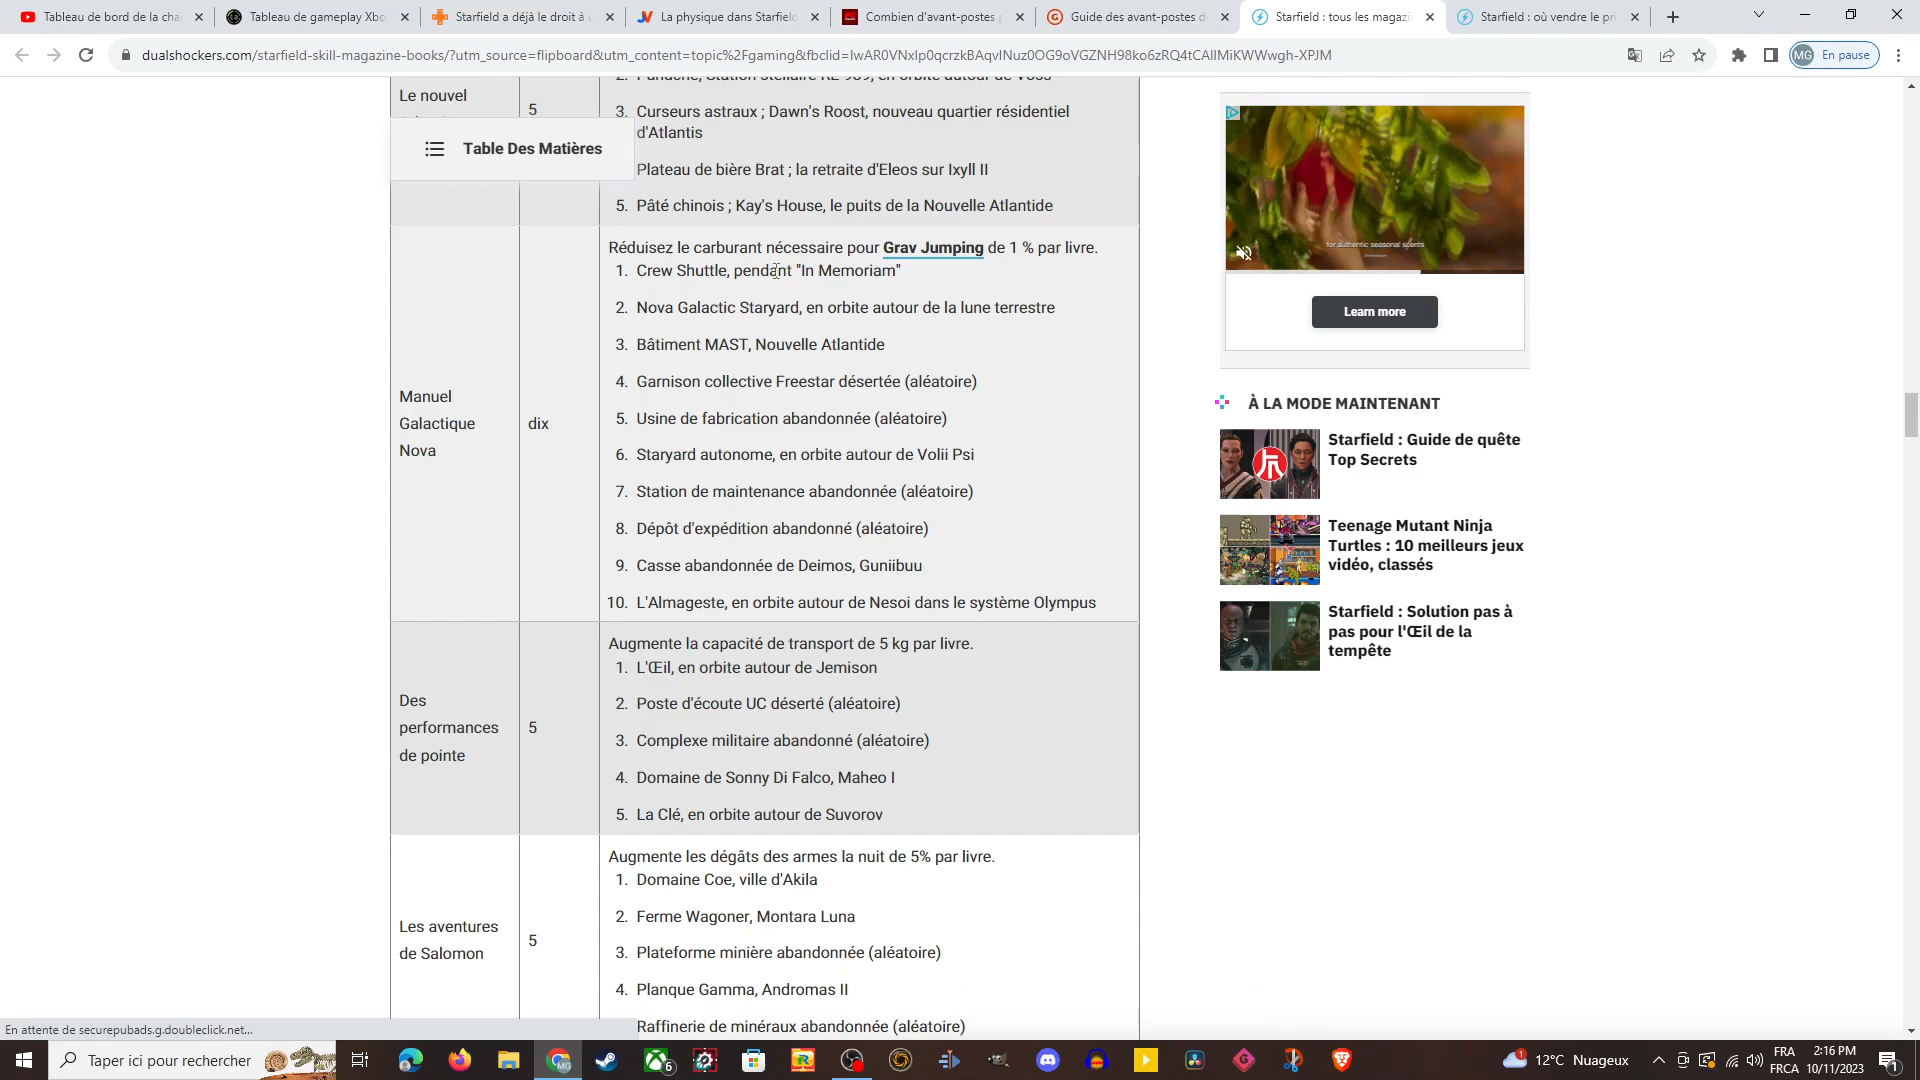 Tableau de bord de la cha
Tableau de gameplay Xbo
Starfield a déjà le droit à u
La physique dans Starfield
Combien d'avant-postes p
Guide des avant-postes d
Starfield : tous les magazi
Starfield : où vendre le pri
dualshockers.com/starfield-skill-magazine-books/?utm_source=flipboard&utm_content=topic%2Fgaming&fbclid=IwAR0VNxlp0qcrzkBAqvlNuz0OG9oVGZNH98ko6zRQ4tCAlIMiKWWwgh-XPJM
MG En pause
Le nouvel
5
3. Curseurs astraux ; Dawn's Roost, nouveau quartier résidentiel
d'Atlantis
Table Des Matières
Plateau de bière Brat ; la retraite d'Eleos sur Ixyll II
5. Pâté chinois ; Kay's House, le puits de la Nouvelle Atlantide
Manuel
Galactique
Nova
dix
Réduisez le carburant nécessaire pour Grav Jumping de 1 % par livre.
1. Crew Shuttle, pendant "In Memoriam"
2. Nova Galactic Staryard, en orbite autour de la lune terrestre
3. Bâtiment MAST, Nouvelle Atlantide
4. Garnison collective Freestar désertée (aléatoire)
5. Usine de fabrication abandonnée (aléatoire)
6. Staryard autonome, en orbite autour de Volii Psi
7. Station de maintenance abandonnée (aléatoire)
8. Dépôt d'expédition abandonné (aléatoire)
9. Casse abandonnée de Deimos, Guniibuu
10. L'Almageste, en orbite autour de Nesoi dans le système Olympus
Des
performances
de pointe
5
Augmente la capacité de transport de 5 kg par livre.
1. L'Œil, en orbite autour de Jemison
2. Poste d'écoute UC déserté (aléatoire)
3. Complexe militaire abandonné (aléatoire)
4. Domaine de Sonny Di Falco, Maheo I
5. La Clé, en orbite autour de Suvorov
Les aventures
de Salomon
5
Augmente les dégâts des armes la nuit de 5% par livre.
1. Domaine Coe, ville d'Akila
2. Ferme Wagoner, Montara Luna
3. Plateforme minière abandonnée (aléatoire)
4. Planque Gamma, Andromas II
Raffinerie de minéraux abandonnée (aléatoire)
for authentic seasonal scents
Learn more
À LA MODE MAINTENANT
Starfield : Guide de quête
Top Secrets
Teenage Mutant Ninja
Turtles : 10 meilleurs jeux
vidéo, classés
Starfield : Solution pas à
pas pour l'Œil de la
tempête
En attente de securepubads.g.doubleclick.net...
Taper ici pour rechercher
6
1
12°C Nuageux
FRA
FRCA
2:16 PM
10/11/2023
1